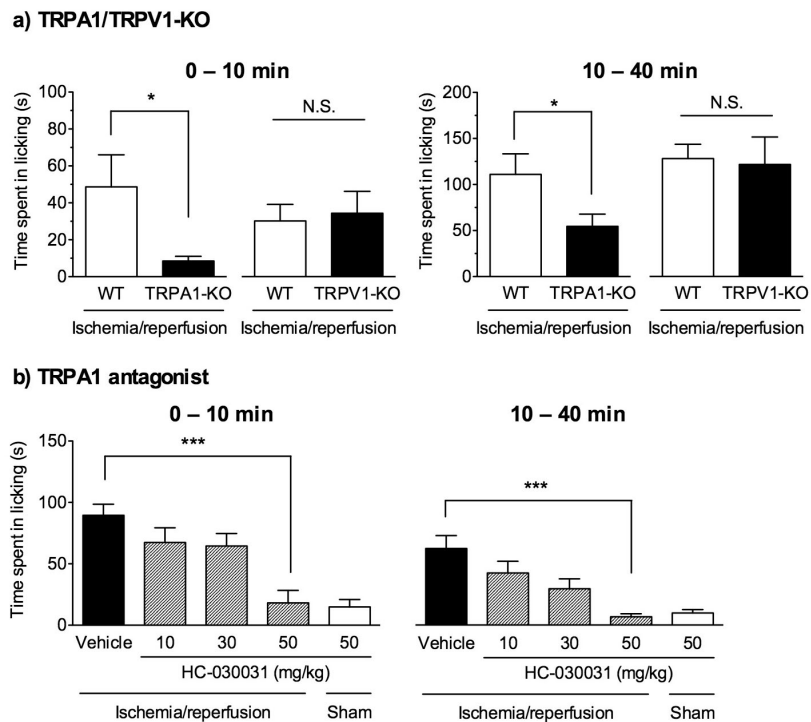 a) TRPA1/TRPV1-KO
0 – 10 min
Time spent in licking (s)
100
80
60
40
20
0
*
N.S.
WT TRPA1-KO WT TRPV1-KO
Ischemia/reperfusion Ischemia/reperfusion
10 – 40 min
Time spent in licking (s)
200
150
100
50
0
*
N.S.
WT TRPA1-KO WT TRPV1-KO
Ischemia/reperfusion Ischemia/reperfusion
b) TRPA1 antagonist
0 – 10 min
Time spent in licking (s)
150
100
50
0
***
Vehicle 10 30 50 50
HC-030031 (mg/kg)
Ischemia/reperfusion Sham
10 – 40 min
***
Vehicle 10 30 50 50
HC-030031 (mg/kg)
Ischemia/reperfusion Sham